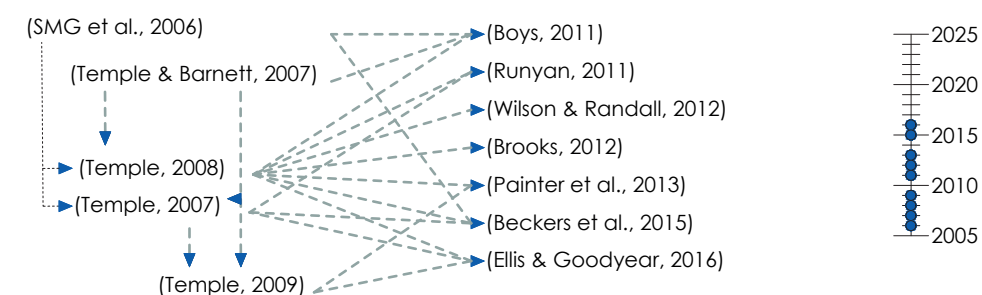 (SMG et al., 2006)
(Temple & Barnett, 2007)
(Temple, 2008)
(Temple, 2007)
(Temple, 2009)
(Boys, 2011)
(Runyan, 2011)
(Wilson & Randall, 2012)
(Brooks, 2012)
(Painter et al., 2013)
(Beckers et al., 2015)
(Ellis & Goodyear, 2016)
2025
2020
2015
2010
2005